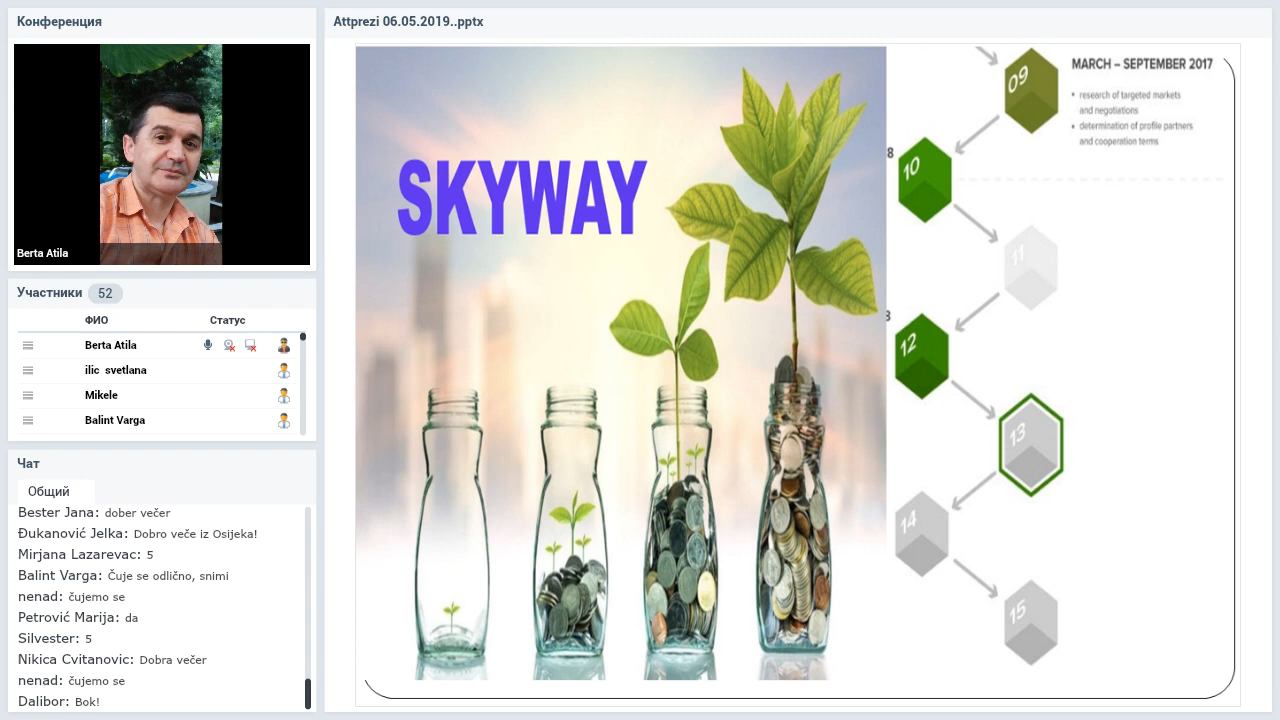 Конференция
Berta Atila
Участники 52
ФИО Статус
Berta Atila
ilic svetlana
Mikele
Balint Varga
Чат
Общий
Bester Jana: dober večer
Đukanović Jelka: Dobro veče iz Osijeka!
Mirjana Lazarevac: 5
Balint Varga: Čuje se odlično, snimi
nenad: čujemo se
Petrović Marija: da
Silvester: 5
Nikica Cvitanovic: Dobra večer
nenad: čujemo se
Dalibor: Bok!
Attprezi 06.05.2019..pptx
SKYWAY
09
MARCH – SEPTEMBER 2017
• research of targeted markets
and negotiations
• determination of profile partners
and cooperation terms
8
10
11
3
12
13
14
15